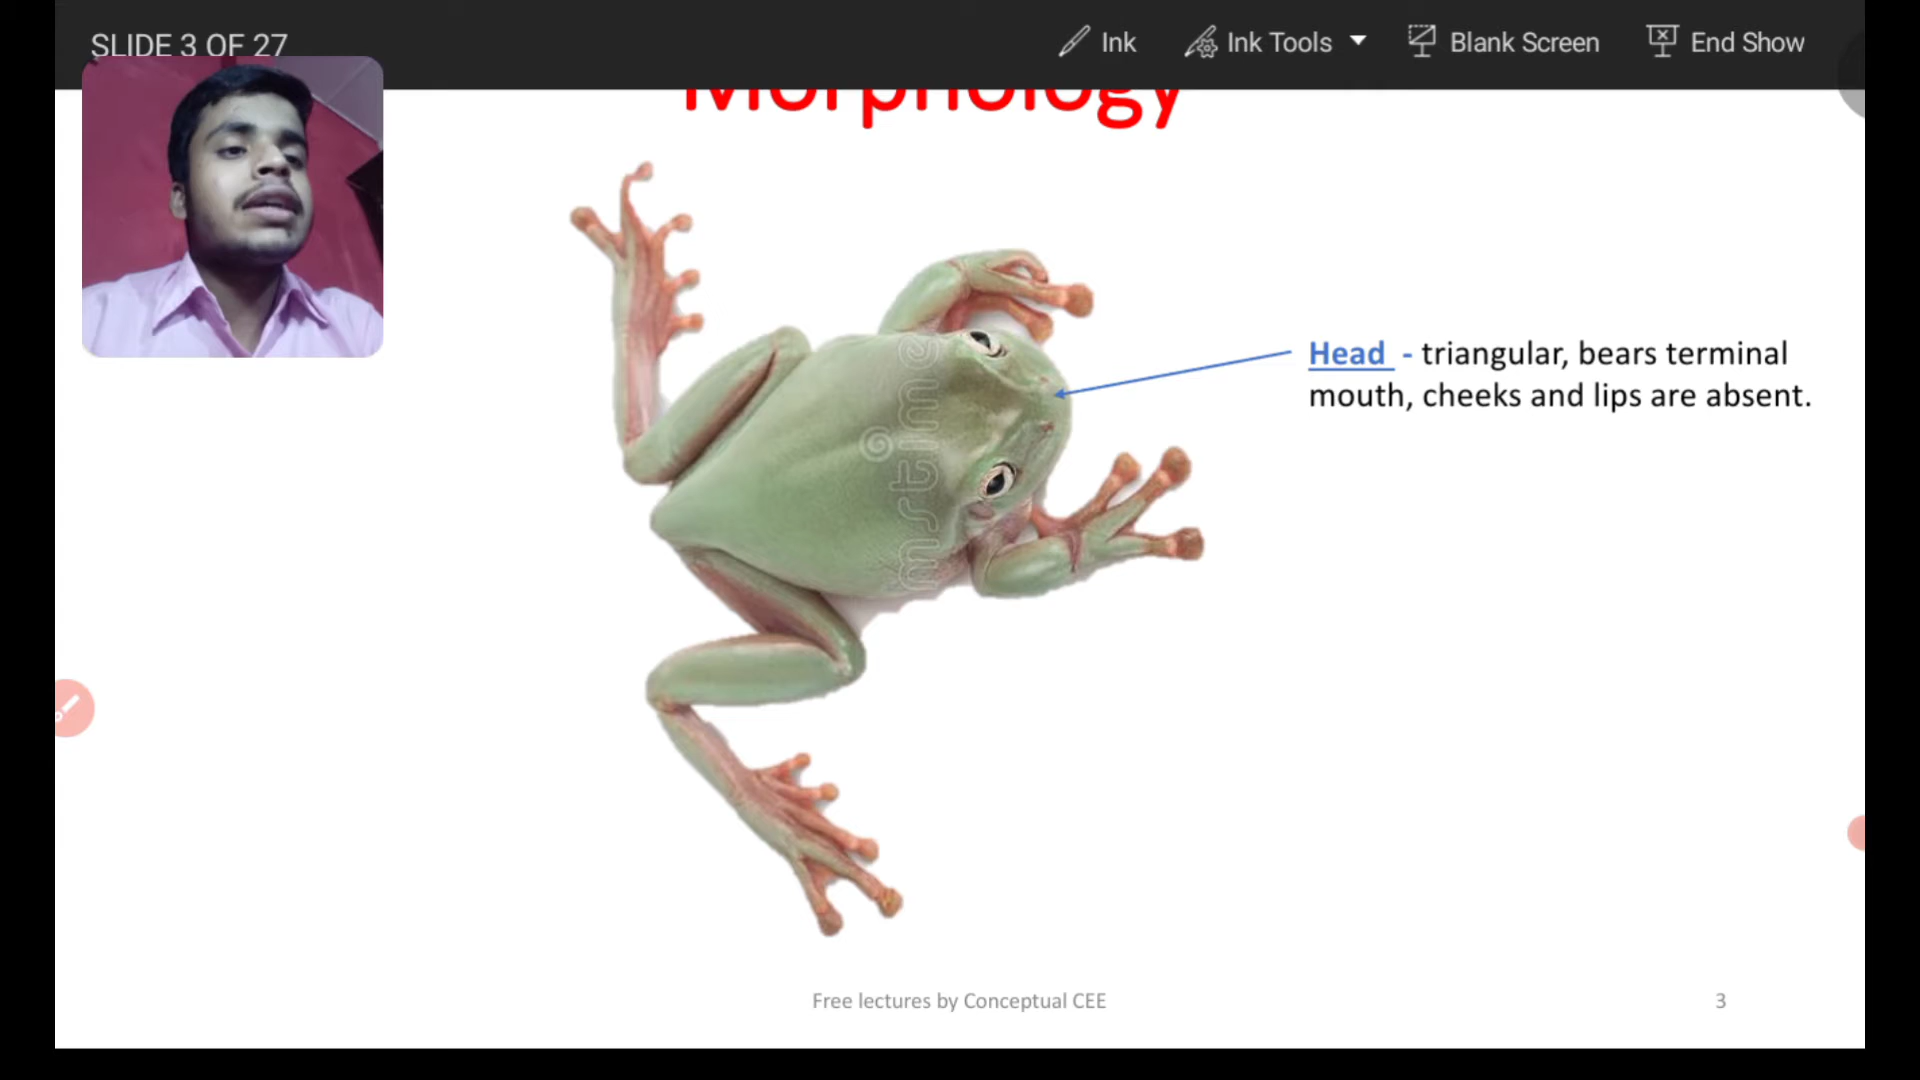 SLIDE 3 OF 27
Ink
Ink Tools
Blank Screen
End Show
Morphology
Head - triangular, bears terminal
mouth, cheeks and lips are absent.
Free lectures by Conceptual CEE
3